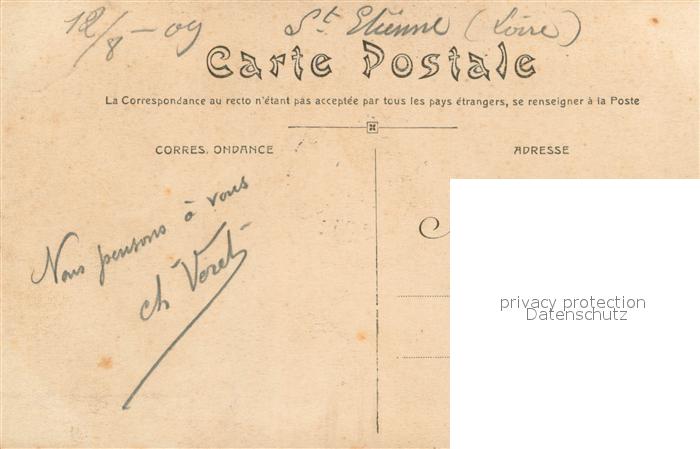 12/8 - 09 St Etienne (Loire)
Carte Postale
La Correspondance au recto n'étant pas acceptée par tous les pays étrangers, se renseigner à la Poste
CORRES. ONDANCE
ADRESSE
Nous pensons à vous
privacy protection
Datenschutz